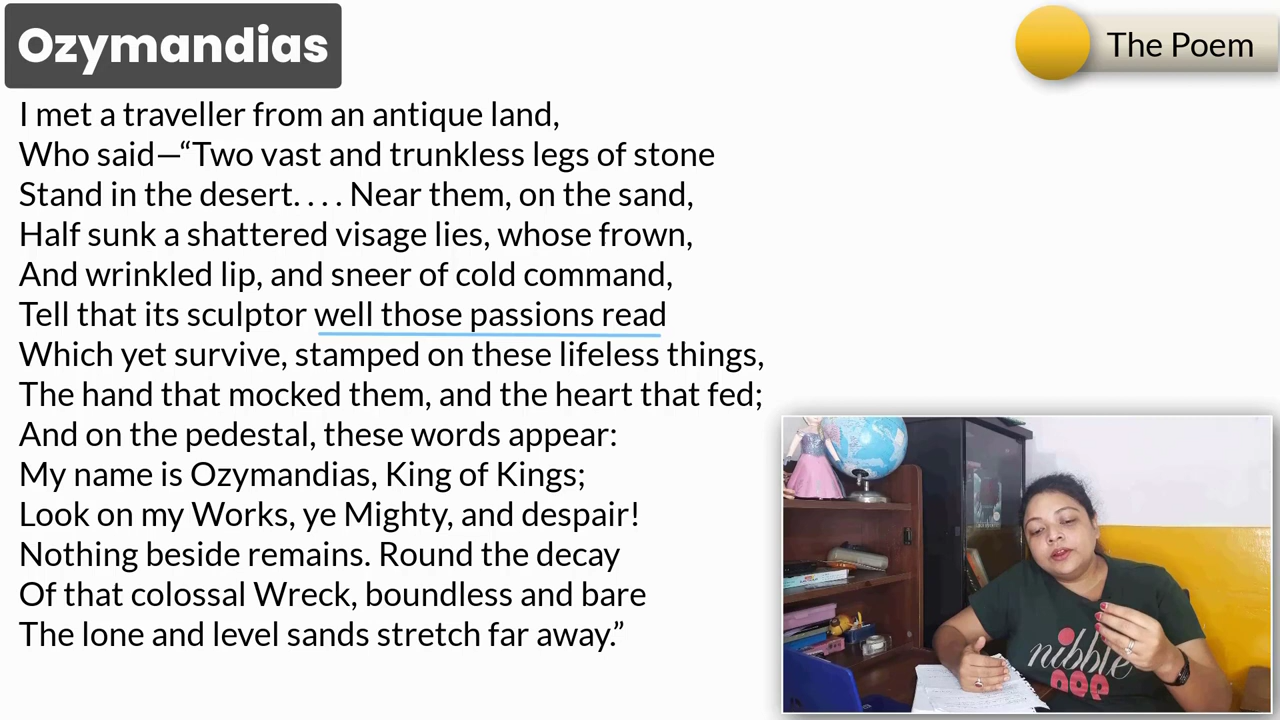 Ozymandias
The Poem
I met a traveller from an antique land,
Who said—“Two vast and trunkless legs of stone
Stand in the desert. . . . Near them, on the sand,
Half sunk a shattered visage lies, whose frown,
And wrinkled lip, and sneer of cold command,
Tell that its sculptor well those passions read
Which yet survive, stamped on these lifeless things,
The hand that mocked them, and the heart that fed;
And on the pedestal, these words appear:
My name is Ozymandias, King of Kings;
Look on my Works, ye Mighty, and despair!
Nothing beside remains. Round the decay
Of that colossal Wreck, boundless and bare
The lone and level sands stretch far away.”
nibble